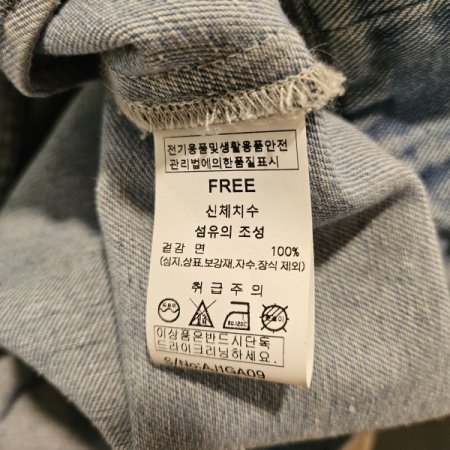 전기용품및생활용품안전
관리법에의한품질표시
FREE
신체치수
섬유의 조성
겉감 면 100%
(심지,상표,보강재,자수,장식 제외)
취급주의
이상품은반드시단독
드라이크리닝하세요.
S/No:AJ1GA09